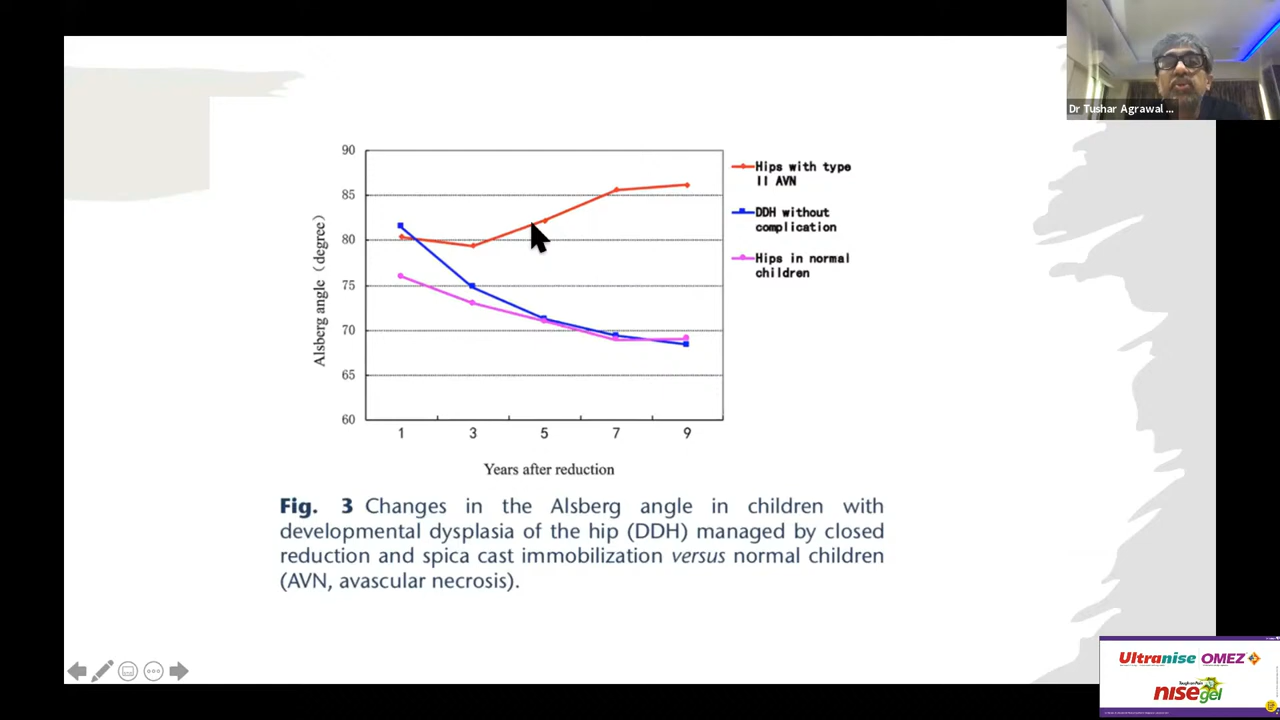 Dr Tushar Agrawal ...
90
85
80
75
70
65
60
Alsberg angle (degree)
1 3 5 7 9
Years after reduction
Hips with type
II AVN
DDH without
complication
Hips in normal
children
Fig. 3 Changes in the Alsberg angle in children with
developmental dysplasia of the hip (DDH) managed by closed
reduction and spica cast immobilization versus normal children
(AVN, avascular necrosis).
Ultranise OMEZ
nise gel